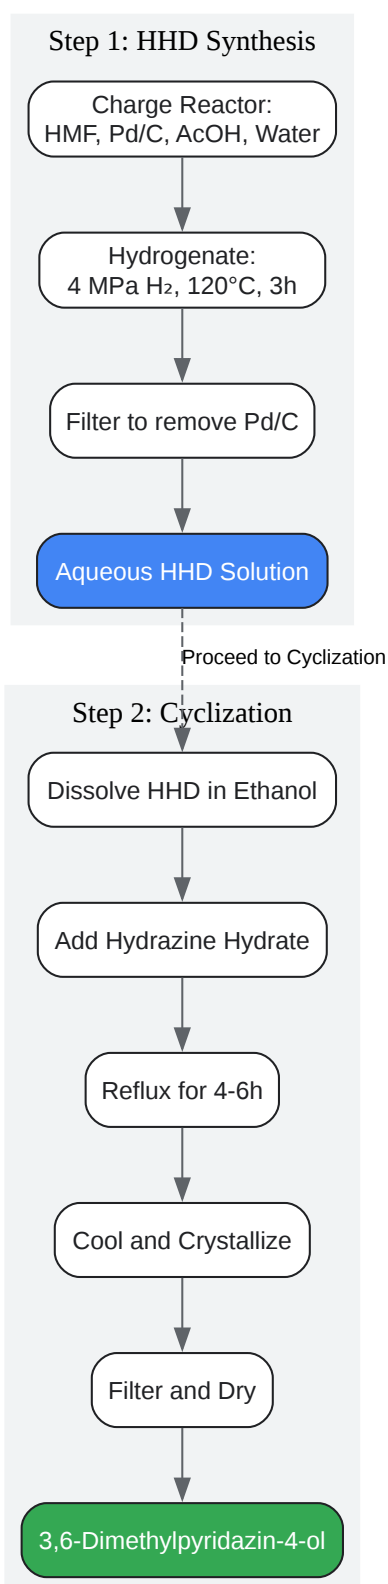 Step 1: HHD Synthesis
Charge Reactor:
HMF, Pd/C, AcOH, Water
Hydrogenate:
4 MPa H₂, 120°C, 3h
Filter to remove Pd/C
Aqueous HHD Solution
Proceed to Cyclization
Step 2: Cyclization
Dissolve HHD in Ethanol
Add Hydrazine Hydrate
Reflux for 4-6h
Cool and Crystallize
Filter and Dry
3,6-Dimethylpyridazin-4-ol